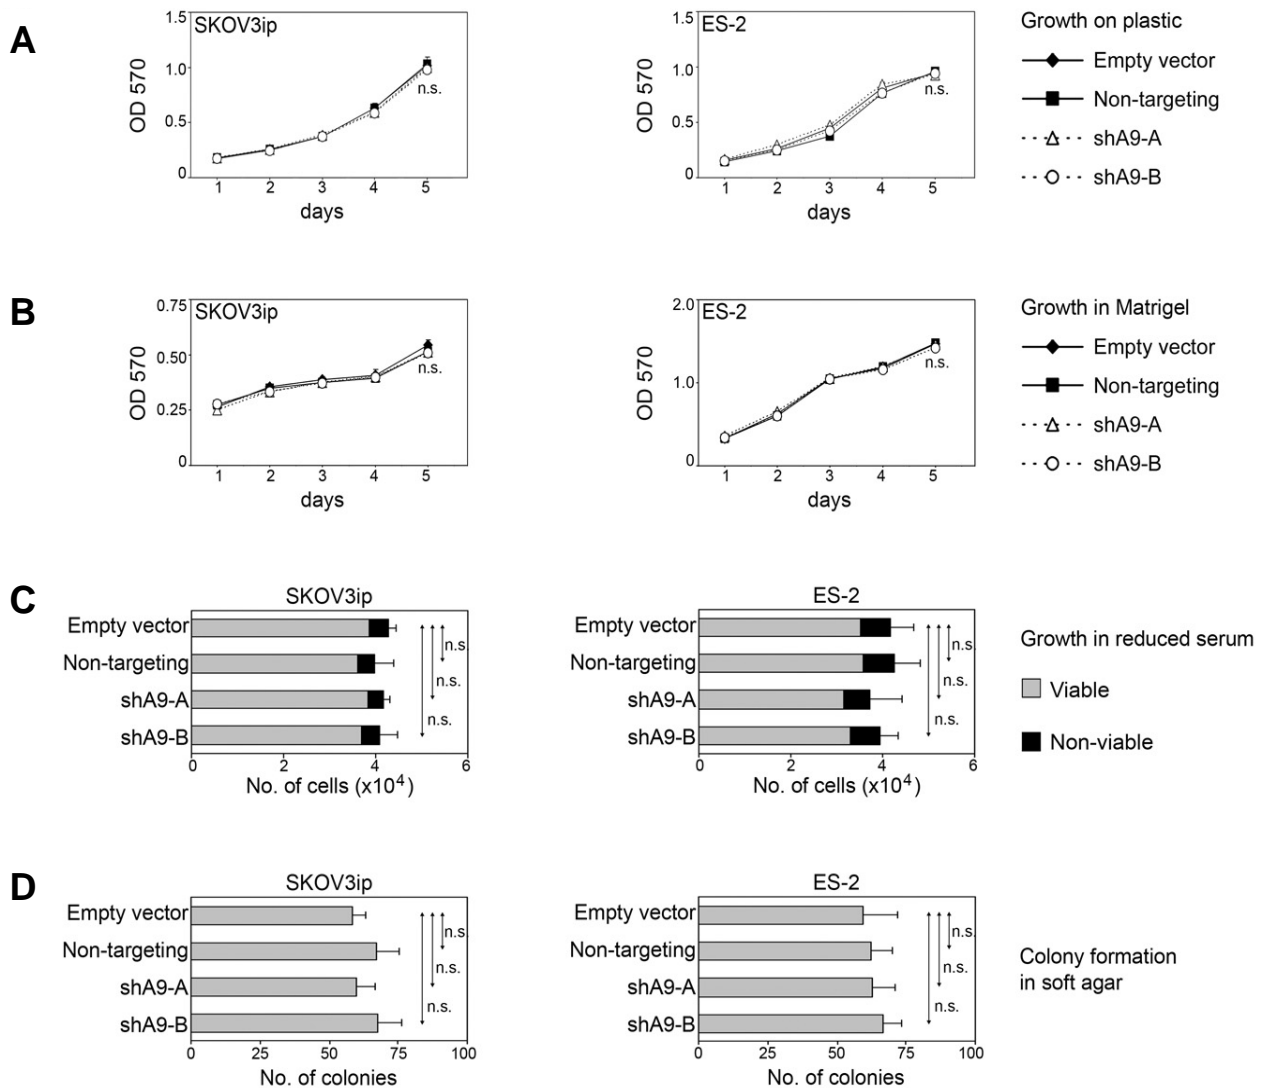 A
SKOV3ip
1.5
1.0
0.5
0
OD 570
n.s.
1 2 3 4 5
days
ES-2
1.5
1.0
0.5
0
OD 570
n.s.
1 2 3 4 5
days
Growth on plastic
Empty vector
Non-targeting
shA9-A
shA9-B
B
SKOV3ip
0.75
0.50
0.25
0
OD 570
n.s.
1 2 3 4 5
days
ES-2
2.0
1.0
0
OD 570
n.s.
1 2 3 4 5
days
Growth in Matrigel
Empty vector
Non-targeting
shA9-A
shA9-B
C
SKOV3ip
Empty vector
Non-targeting
shA9-A
shA9-B
n.s.
n.s.
n.s.
0 2 4 6
No. of cells (x10⁴)
ES-2
Empty vector
Non-targeting
shA9-A
shA9-B
n.s.
n.s.
n.s.
0 2 4 6
No. of cells (x10⁴)
Growth in reduced serum
Viable
Non-viable
D
SKOV3ip
Empty vector
Non-targeting
shA9-A
shA9-B
n.s.
n.s.
n.s.
0 25 50 75 100
No. of colonies
ES-2
Empty vector
Non-targeting
shA9-A
shA9-B
n.s.
n.s.
n.s.
0 25 50 75 100
No. of colonies
Colony formation
in soft agar